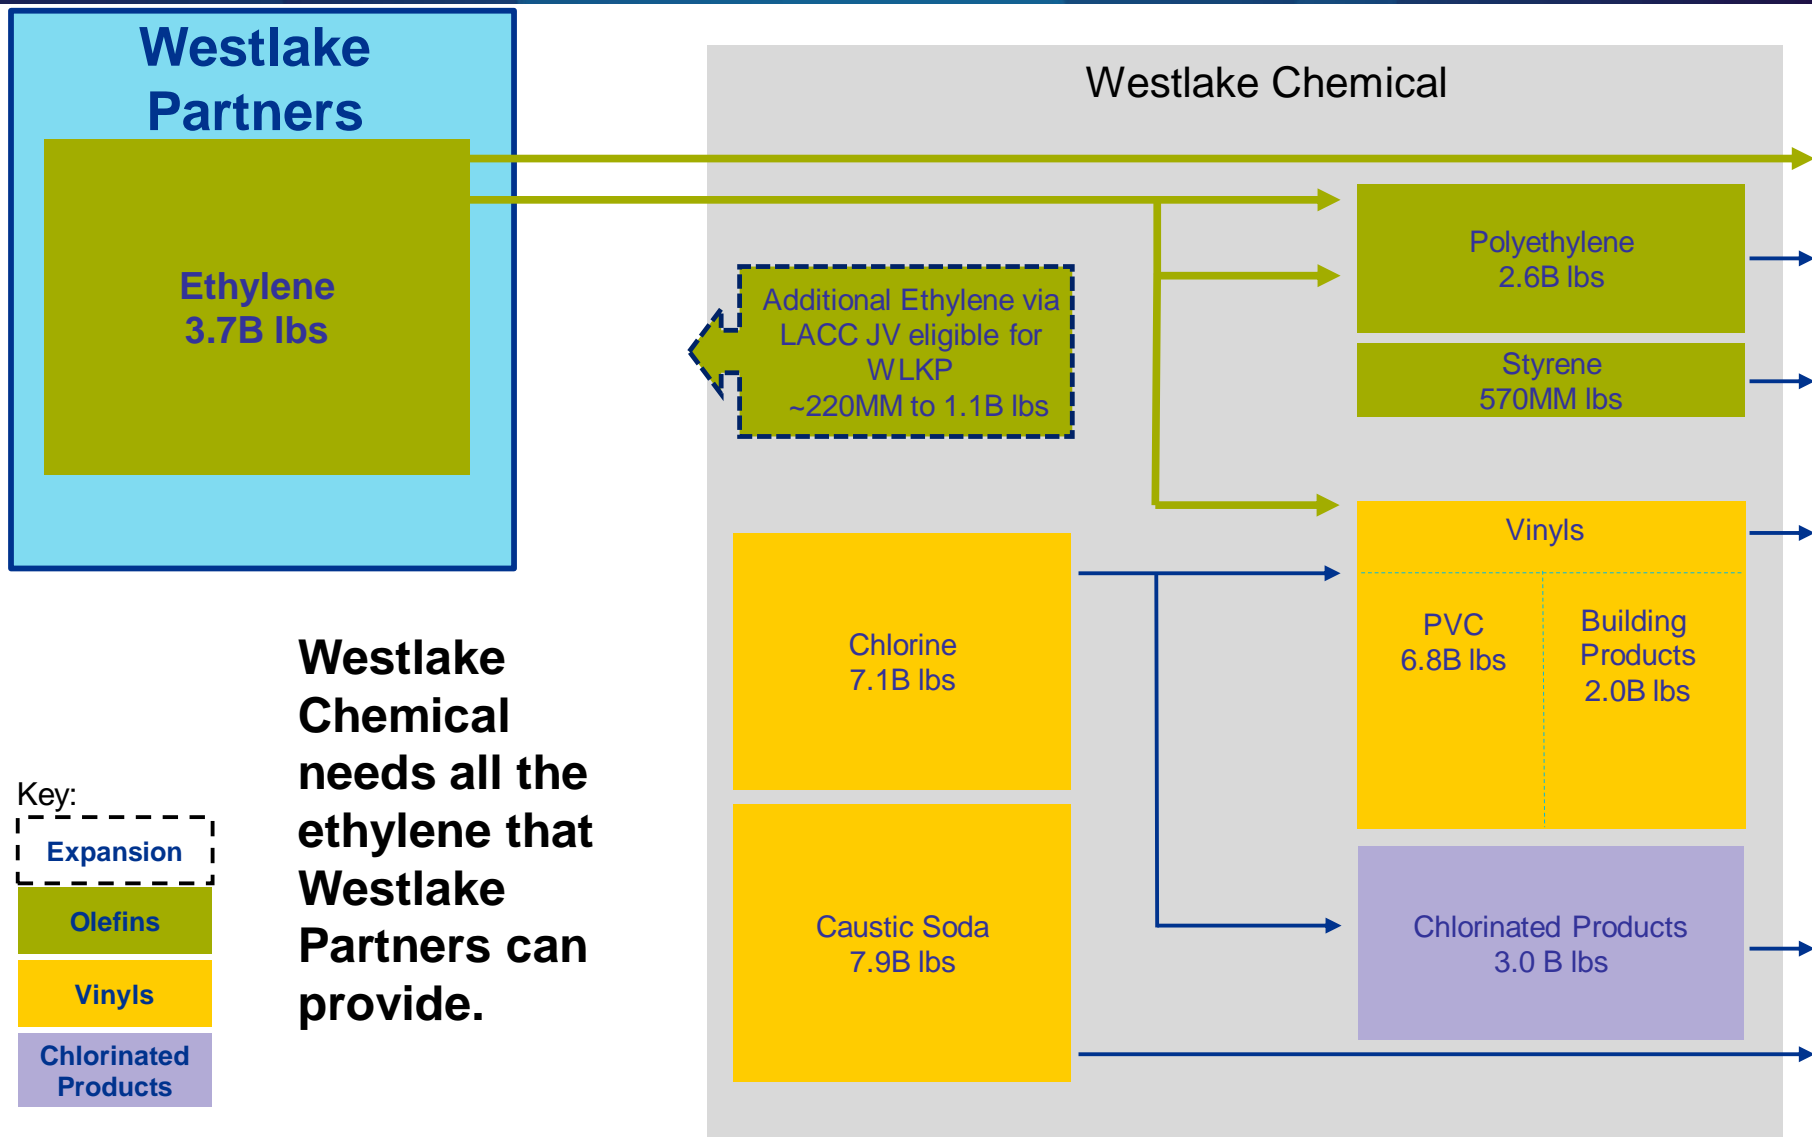 Westlake
Partners
Ethylene
3.7B lbs
Westlake Chemical
Additional Ethylene via
LACC JV eligible for
WLKP
~220MM to 1.1B lbs
Polyethylene
2.6B lbs
Styrene
570MM lbs
Vinyls
PVC
6.8B lbs
Building
Products
2.0B lbs
Chlorine
7.1B lbs
Caustic Soda
7.9B lbs
Chlorinated Products
3.0 B lbs
Westlake
Chemical
needs all the
ethylene that
Westlake
Partners can
provide.
Key:
Expansion
Olefins
Vinyls
Chlorinated
Products